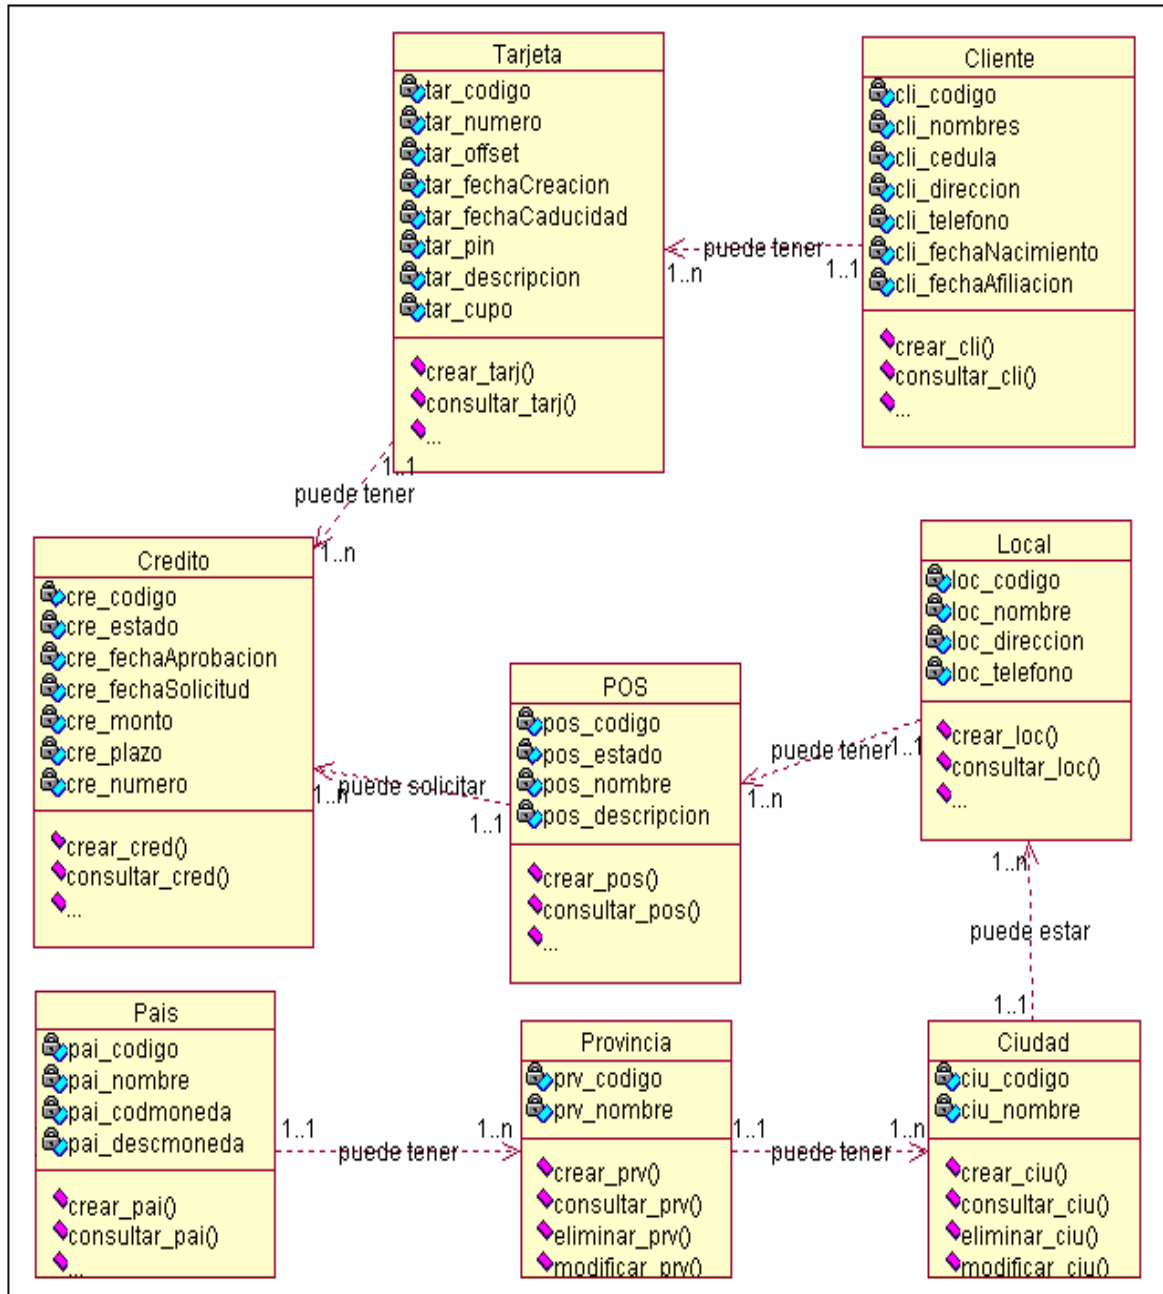 Tarjeta
tar_codigo
tar_numero
tar_offset
tar_fechaCreacion
tar_fechaCaducidad
tar_pin
tar_descripcion
tar_cupo
crear_tarj()
consultar_tarj()
...
Cliente
cli_codigo
cli_nombres
cli_cedula
cli_direccion
cli_telefono
cli_fechaNacimiento
cli_fechaAfiliacion
crear_cli()
consultar_cli()
...
puede tener
1..n
1..1
1..1
puede tener
1..n
Credito
cre_codigo
cre_estado
cre_fechaAprobacion
cre_fechaSolicitud
cre_monto
cre_plazo
cre_numero
crear_cred()
consultar_cred()
...
puede solicitar
1..n
1..1
POS
pos_codigo
pos_estado
pos_nombre
pos_descripcion
crear_pos()
consultar_pos()
...
puede tener
1..1
1..n
Local
loc_codigo
loc_nombre
loc_direccion
loc_telefono
crear_loc()
consultar_loc()
...
1..n
puede estar
1..1
Pais
pai_codigo
pai_nombre
pai_codmoneda
pai_descmoneda
crear_pai()
consultar_pai()
...
1..1
1..n
puede tener
Provincia
prv_codigo
prv_nombre
crear_prv()
consultar_prv()
eliminar_prv()
modificar_prv()
1..1
1..n
puede tener
Ciudad
ciu_codigo
ciu_nombre
crear_ciu()
consultar_ciu()
eliminar_ciu()
modificar_ciu()